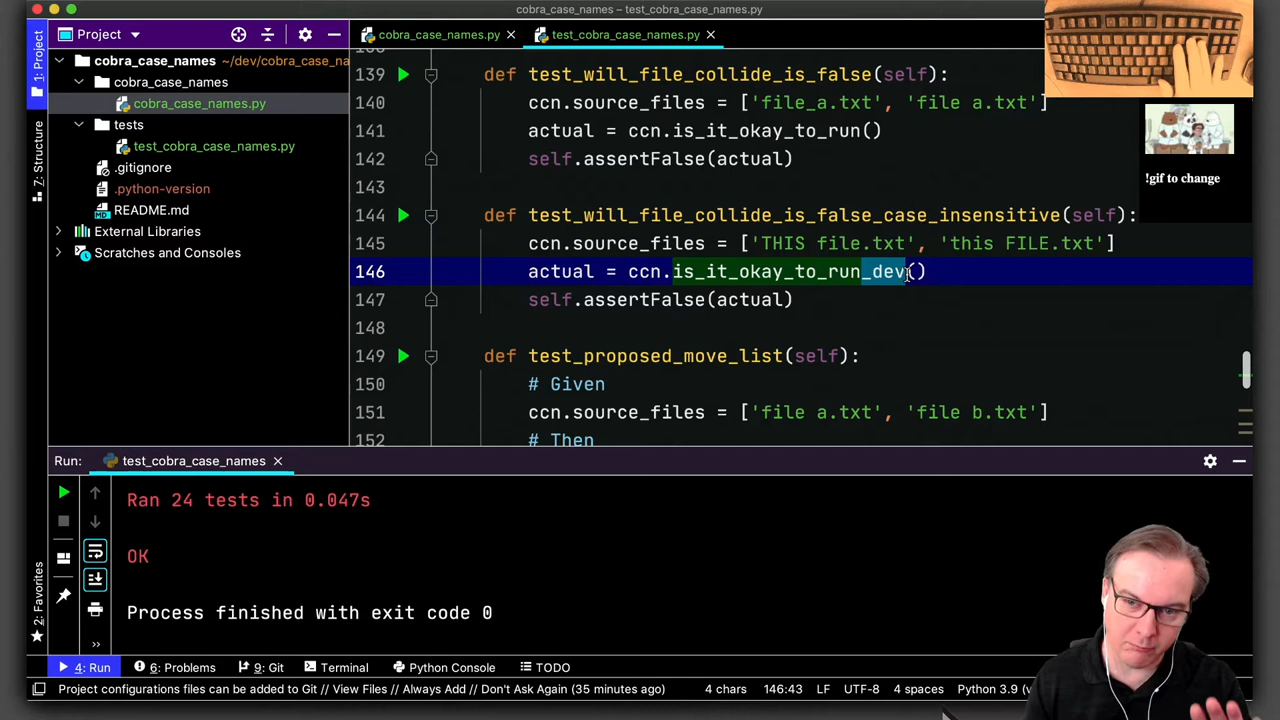 cobra_case_names – test_cobra_case_names.py
1: Project
Project
cobra_case_names.py
test_cobra_case_names.py
cobra_case_names ~/dev/cobra_case_na
cobra_case_names
cobra_case_names.py
tests
test_cobra_case_names.py
.gitignore
.python-version
README.md
External Libraries
Scratches and Consoles
7: Structure
139 def test_will_file_collide_is_false(self):
140 ccn.source_files = ['file_a.txt', 'file a.txt']
141 actual = ccn.is_it_okay_to_run()
142 self.assertFalse(actual)
143
144 def test_will_file_collide_is_false_case_insensitive(self):
145 ccn.source_files = ['THIS file.txt', 'this FILE.txt']
146 actual = ccn.is_it_okay_to_run_dev()
147 self.assertFalse(actual)
148
149 def test_proposed_move_list(self):
150 # Given
151 ccn.source_files = ['file a.txt', 'file b.txt']
152 # Then
!gif to change
Run: test_cobra_case_names
Ran 24 tests in 0.047s
OK
Process finished with exit code 0
2: Favorites
4: Run
6: Problems
9: Git
Terminal
Python Console
TODO
Project configurations files can be added to Git // View Files // Always Add // Don't Ask Again (35 minutes ago)
4 chars
146:43
LF
UTF-8
4 spaces
Python 3.9